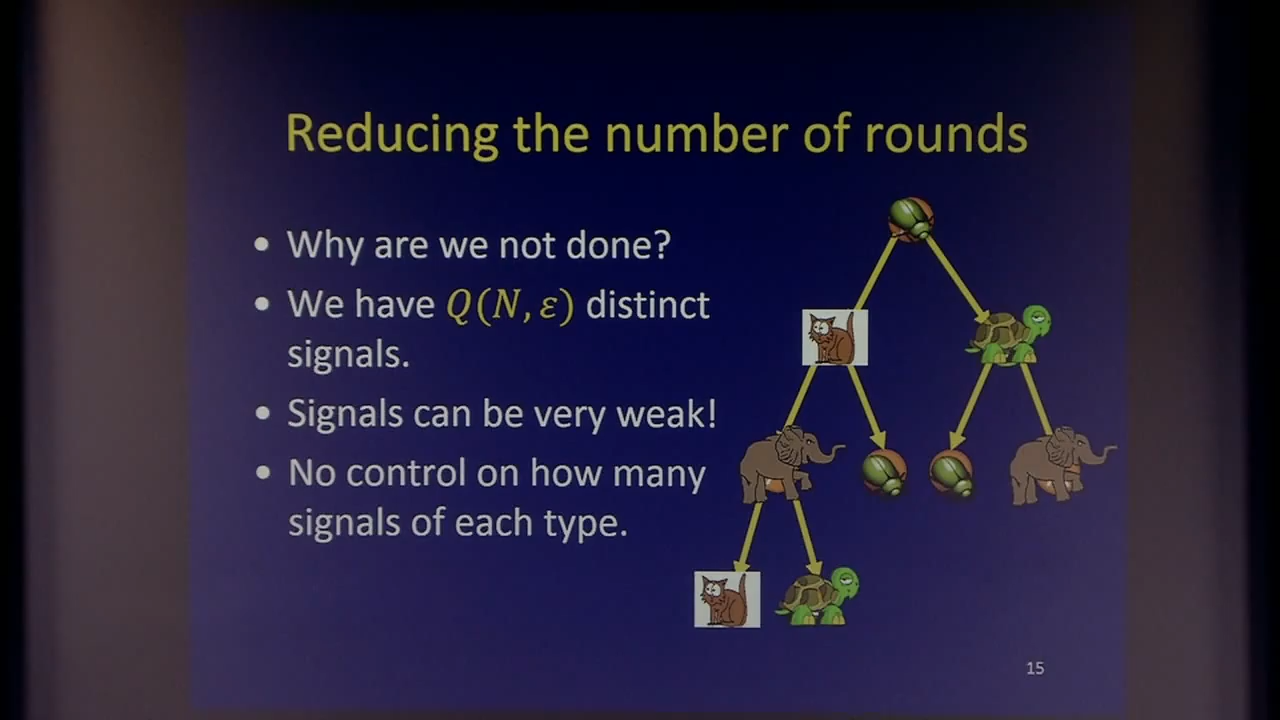 Reducing the number of rounds
• Why are we not done?
• We have Q(N, ε) distinct
signals.
• Signals can be very weak!
• No control on how many
signals of each type.
15